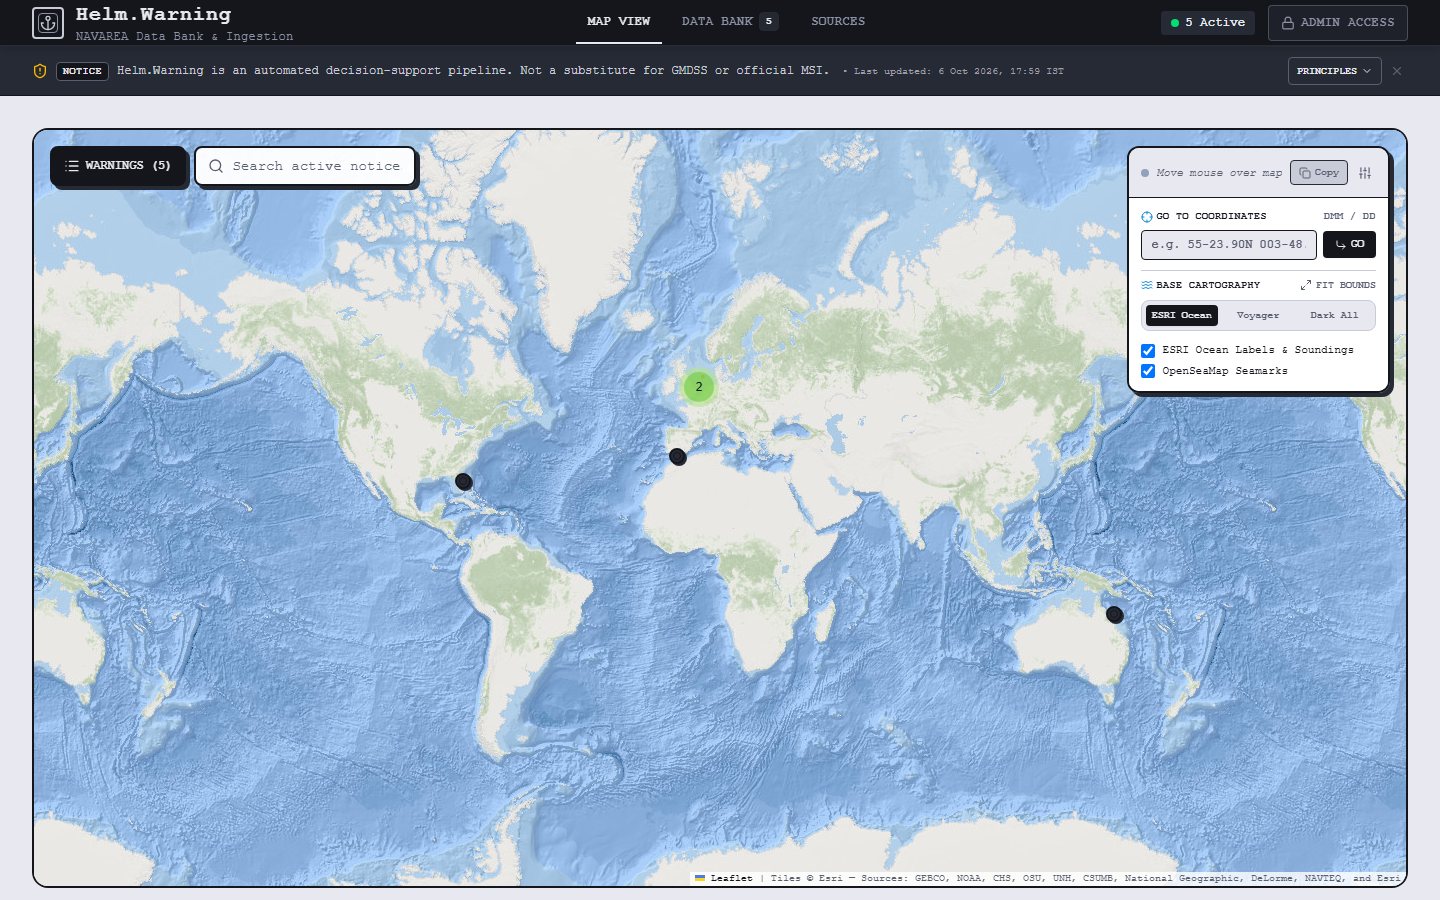 Helm.Warning
NAVAREA Data Bank & Ingestion
MAP VIEW
DATA BANK 5
SOURCES
5 Active
ADMIN ACCESS
NOTICE Helm.Warning is an automated decision-support pipeline. Not a substitute for GMDSS or official MSI. • Last updated: 6 Oct 2026, 17:59 IST
PRINCIPLES
WARNINGS (5)
Search active notice
Move mouse over map
Copy
GO TO COORDINATES
DMM / DD
e.g. 55-23.90N 003-48.
GO
BASE CARTOGRAPHY
FIT BOUNDS
ESRI Ocean
Voyager
Dark All
ESRI Ocean Labels & Soundings
OpenSeaMap Seamarks
2
Leaflet | Tiles © Esri — Sources: GEBCO, NOAA, CHS, OSU, UNH, CSUMB, National Geographic, DeLorme, NAVTEQ, and Esri